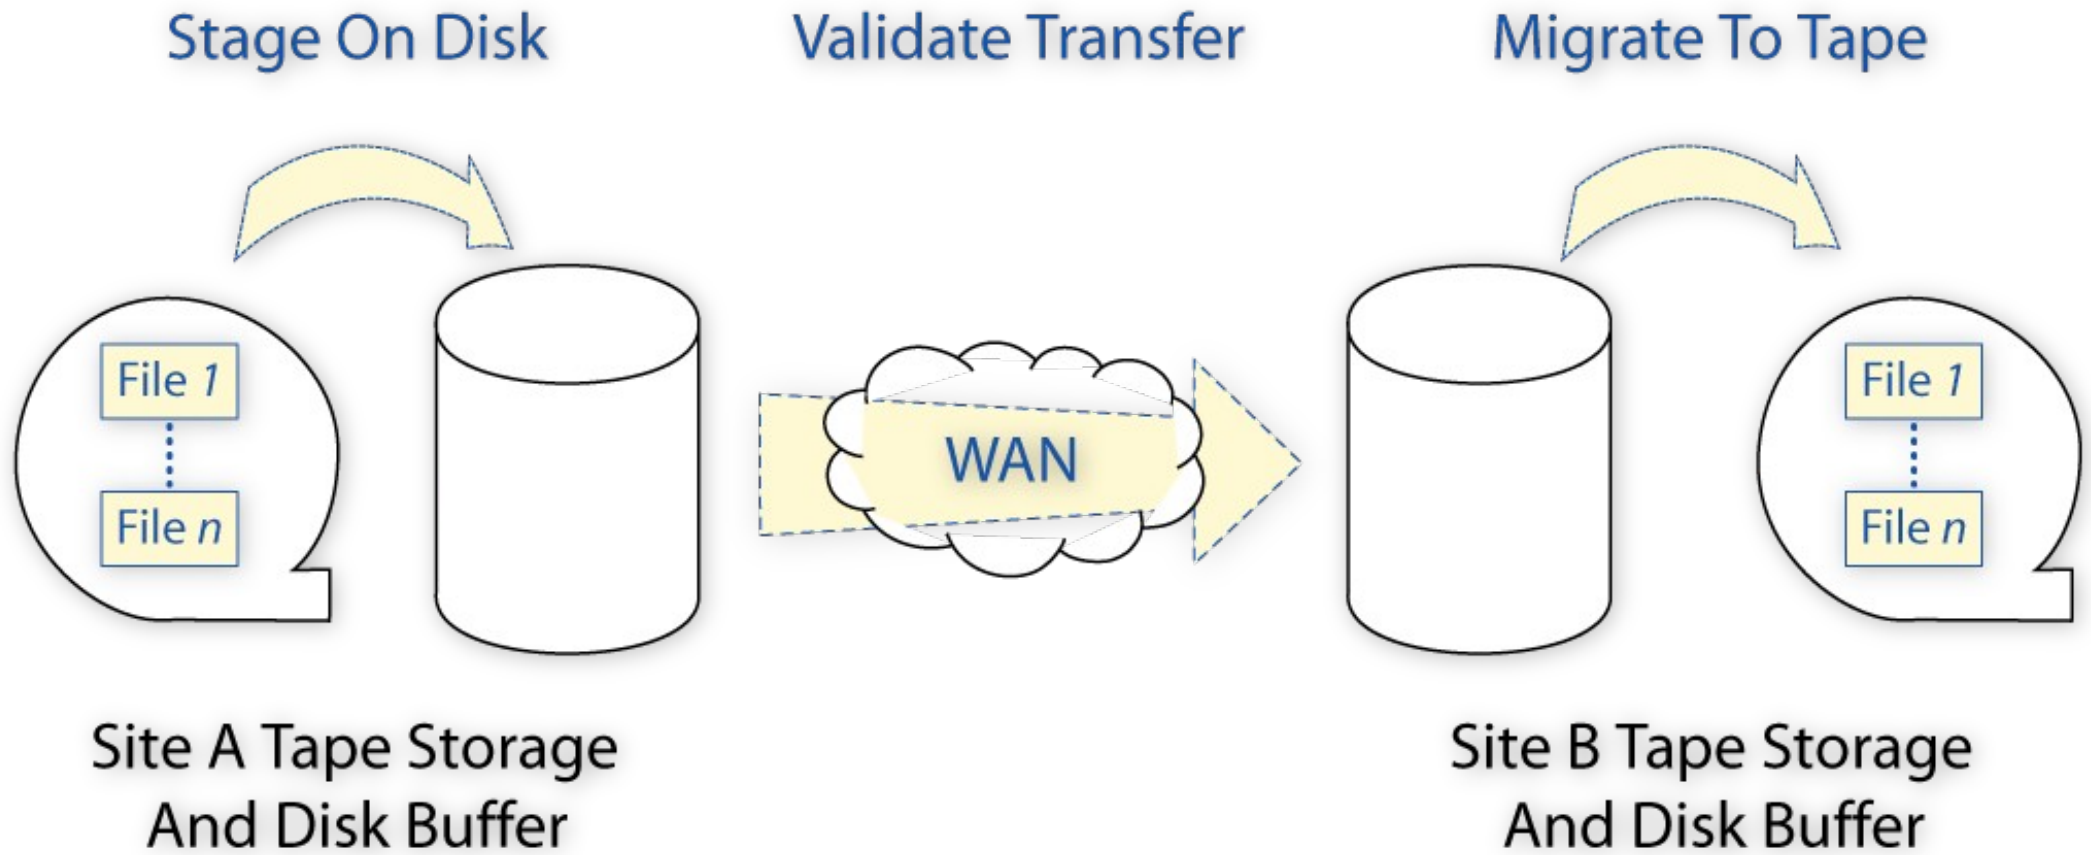 Stage On Disk
Validate Transfer
Migrate To Tape
File 1
File n
WAN
File 1
File n
Site A Tape Storage
And Disk Buffer
Site B Tape Storage
And Disk Buffer